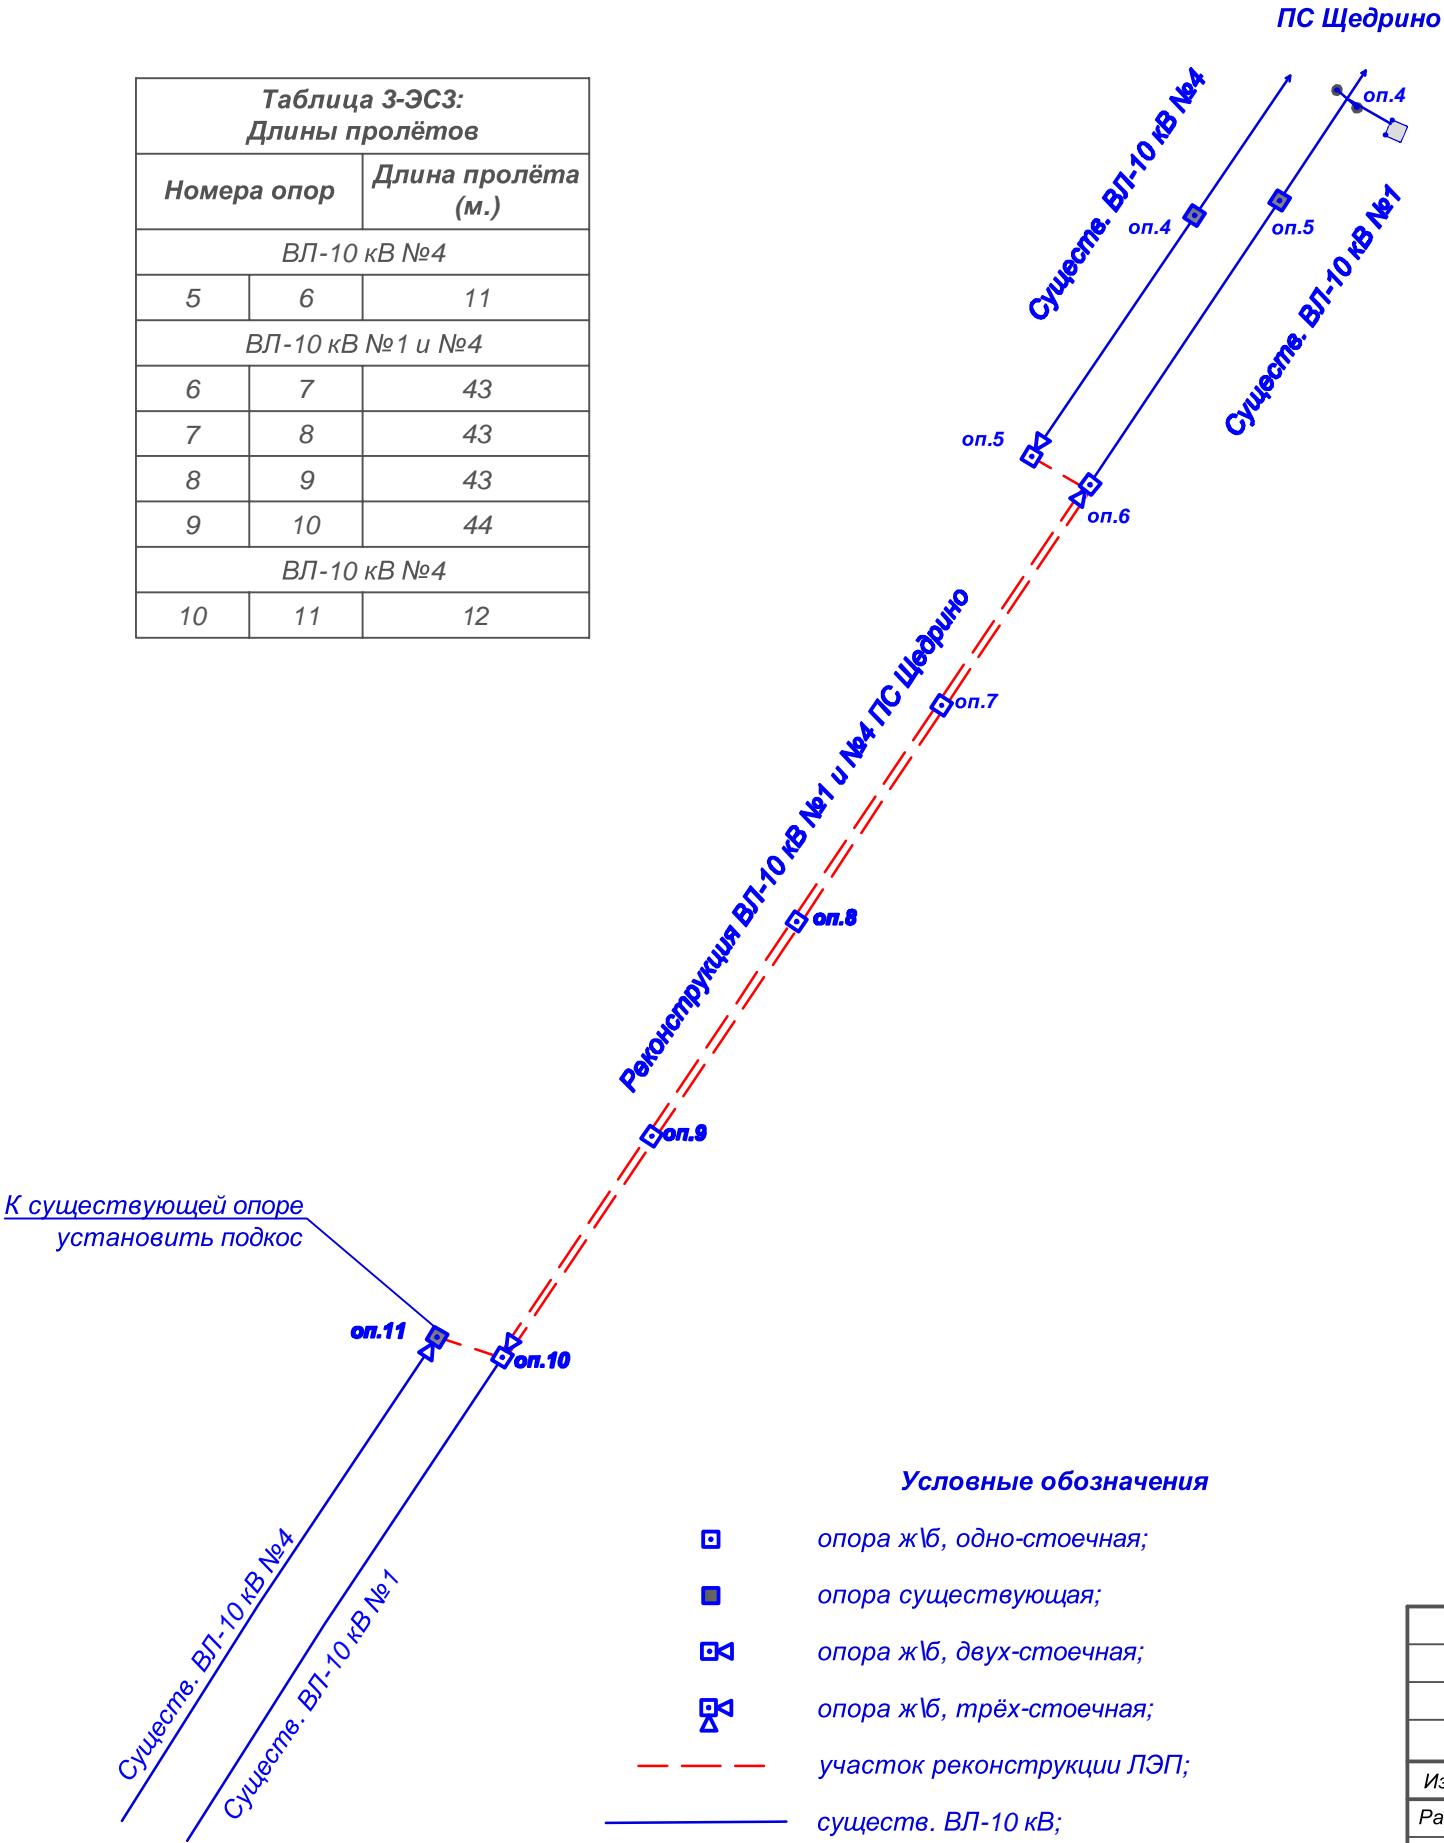 ПС Щедрино
Таблица 3-ЭС3:
Длины пролётов
Номера опор
Длина пролёта
(м.)
ВЛ-10 кВ №4
5 6 11
ВЛ-10 кВ №1 и №4
6 7 43
7 8 43
8 9 43
9 10 44
ВЛ-10 кВ №4
10 11 12
Существ. ВЛ-10 кВ №4
оп.4
оп.4
оп.5
Существ. ВЛ-10 кВ №1
оп.5
оп.6
Реконструкция ВЛ-10 кВ №1 и №4 ПС Щедрино
оп.7
оп.8
оп.9
К существующей опоре
установить подкос
оп.11
оп.10
Существ. ВЛ-10 кВ №4
Существ. ВЛ-10 кВ №1
Условные обозначения
опора ж\б, одно-стоечная;
опора существующая;
опора ж\б, двух-стоечная;
опора ж\б, трёх-стоечная;
участок реконструкции ЛЭП;
существ. ВЛ-10 кВ;
Ра